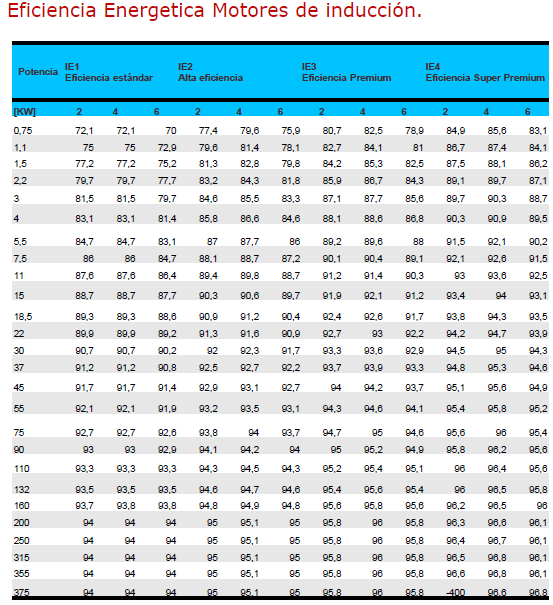 Eficiencia Energetica Motores de inducción.
Potencia IE1 Eficiencia estándar IE2 Alta eficiencia IE3 Eficiencia Premium IE4 Eficiencia Super Premium
[KW] 2 4 6 2 4 6 2 4 6 2 4 6
0,75 72,1 72,1 70 77,4 79,6 75,9 80,7 82,5 78,9 84,9 85,6 83,1
1,1 75 75 72,9 79,6 81,4 78,1 82,7 84,1 81 86,7 87,4 84,1
1,5 77,2 77,2 75,2 81,3 82,8 79,8 84,2 85,3 82,5 87,5 88,1 86,2
2,2 79,7 79,7 77,7 83,2 84,3 81,8 85,9 86,7 84,3 89,1 89,7 87,1
3 81,5 81,5 79,7 84,6 85,5 83,3 87,1 87,7 85,6 89,7 90,3 88,7
4 83,1 83,1 81,4 85,8 86,6 84,6 88,1 88,6 86,8 90,3 90,9 89,5
5,5 84,7 84,7 83,1 87 87,7 86 89,2 89,6 88 91,5 92,1 90,2
7,5 86 86 84,7 88,1 88,7 87,2 90,1 90,4 89,1 92,1 92,6 91,5
11 87,6 87,6 86,4 89,4 89,8 88,7 91,2 91,4 90,3 93 93,6 92,5
15 88,7 88,7 87,7 90,3 90,6 89,7 91,9 92,1 91,2 93,4 94 93,1
18,5 89,3 89,3 88,6 90,9 91,2 90,4 92,4 92,6 91,7 93,8 94,3 93,5
22 89,9 89,9 89,2 91,3 91,6 90,9 92,7 93 92,2 94,2 94,7 93,9
30 90,7 90,7 90,2 92 92,3 91,7 93,3 93,6 92,9 94,5 95 94,3
37 91,2 91,2 90,8 92,5 92,7 92,2 93,7 93,9 93,3 94,8 95,3 94,6
45 91,7 91,7 91,4 92,9 93,1 92,7 94 94,2 93,7 95,1 95,6 94,9
55 92,1 92,1 91,9 93,2 93,5 93,1 94,3 94,6 94,1 95,4 95,8 95,2
75 92,7 92,7 92,6 93,8 94 93,7 94,7 95 94,6 95,6 96 95,4
90 93 93 92,9 94,1 94,2 94 95 95,2 94,9 95,8 96,2 95,6
110 93,3 93,3 93,3 94,3 94,5 94,3 95,2 95,4 95,1 96 96,4 95,6
132 93,5 93,5 93,5 94,6 94,7 94,6 95,4 95,6 95,4 96 96,5 95,8
160 93,7 93,8 93,8 94,8 94,9 94,8 95,6 95,8 95,6 96,2 96,5 96
200 94 94 94 95 95,1 95 95,8 96 95,8 96,3 96,6 96,1
250 94 94 94 95 95,1 95 95,8 96 95,8 96,4 96,7 96,1
315 94 94 94 95 95,1 95 95,8 96 95,8 96,5 96,8 96,1
355 94 94 94 95 95,1 95 95,8 96 95,8 96,6 96,8 96,1
375 94 94 94 95 95,1 95 95,8 96 95,8 -400 96,6 96,8